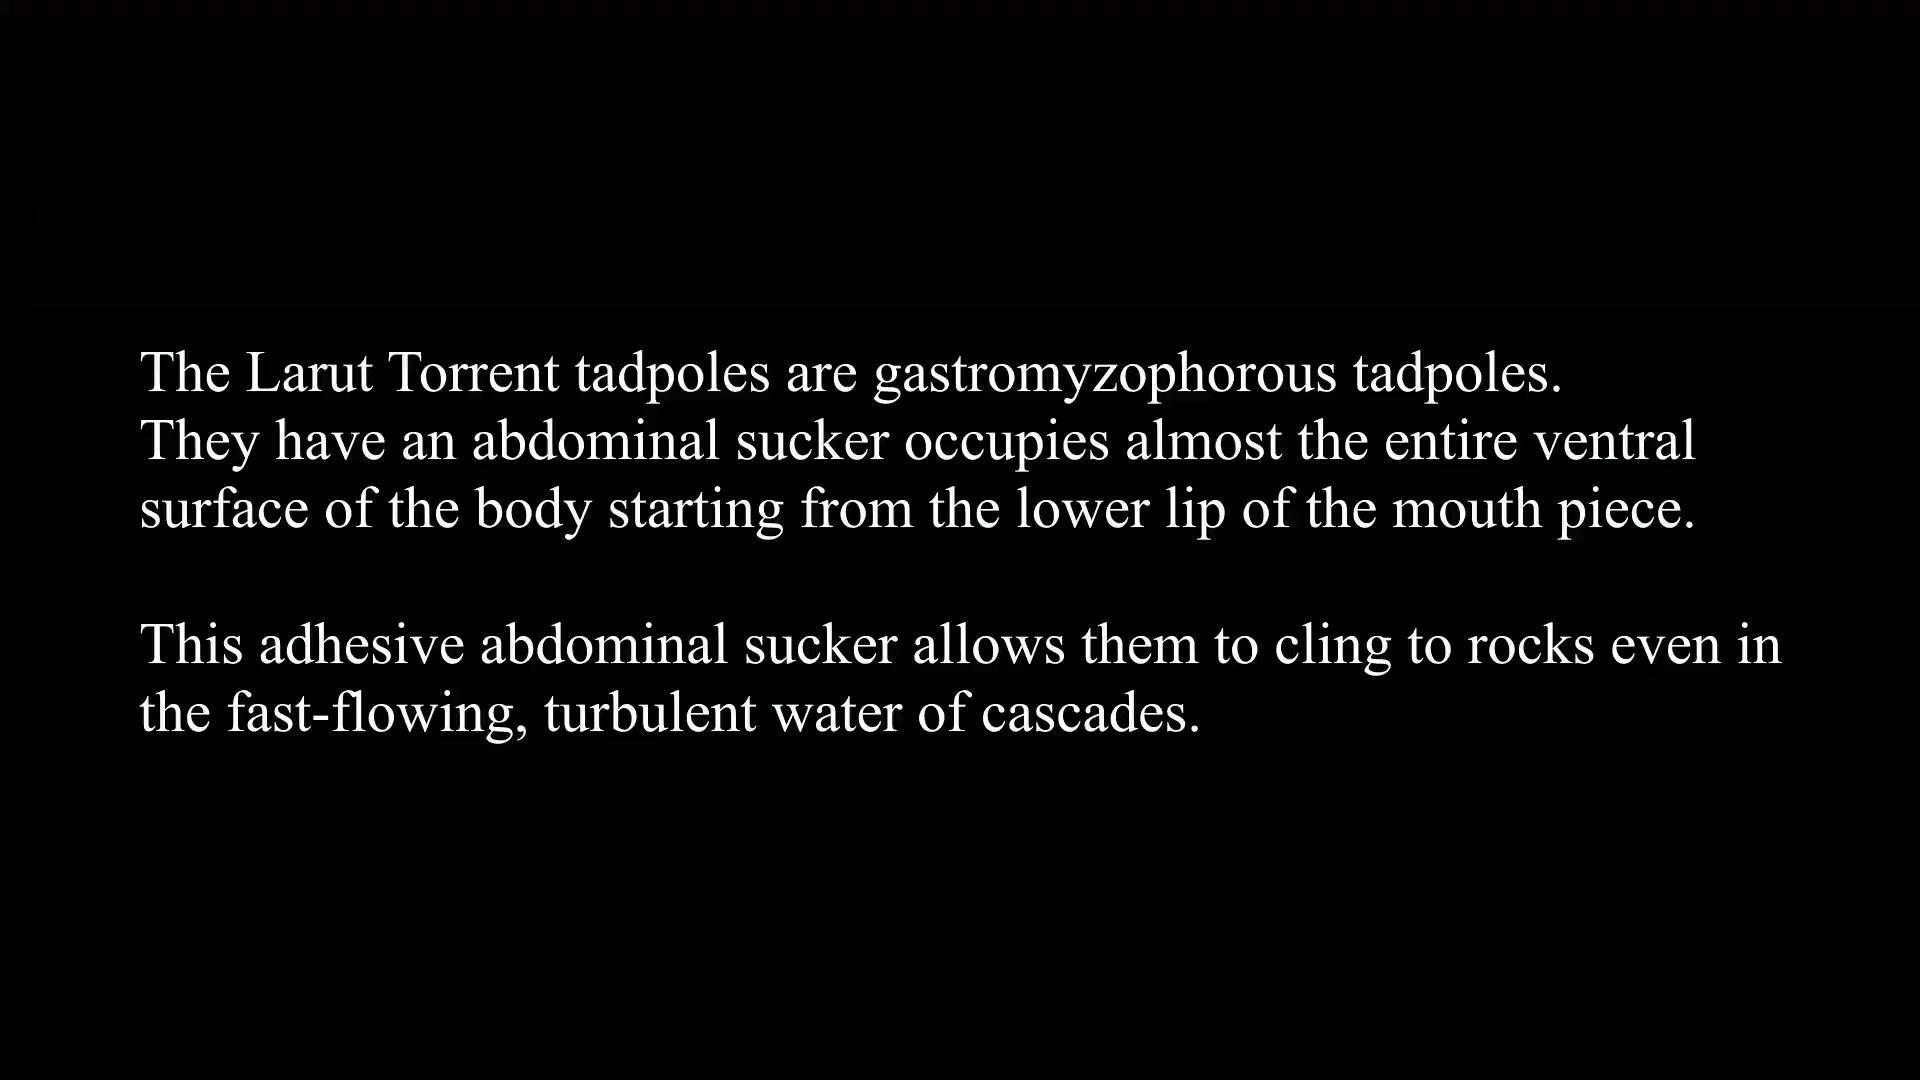 The Larut Torrent tadpoles are gastromyzophorous tadpoles.
They have an abdominal sucker occupies almost the entire ventral
surface of the body starting from the lower lip of the mouth piece.
This adhesive abdominal sucker allows them to cling to rocks even in
the fast-flowing, turbulent water of cascades.